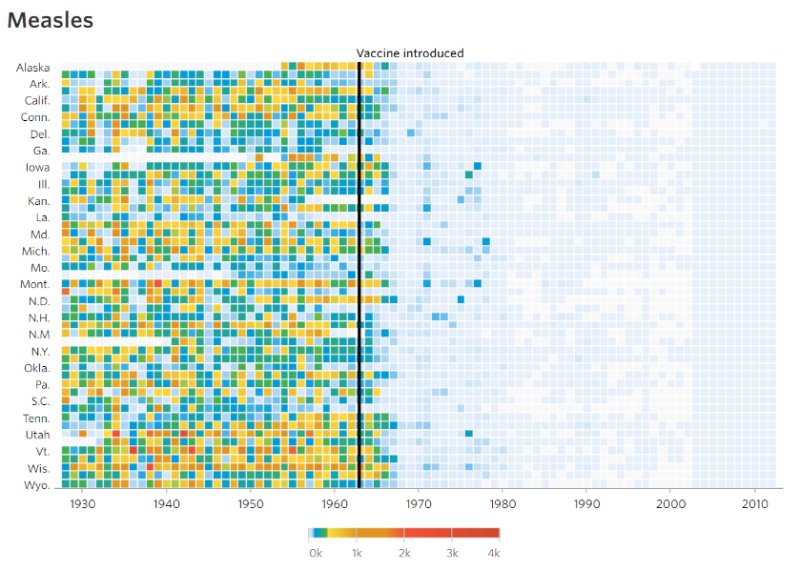 Measles
Vaccine introduced
Alaska
Ark.
Calif.
Conn.
Del.
Ga.
Iowa
Ill.
Kan.
La.
Md.
Mich.
Mo.
Mont.
N.D.
N.H.
N.M
N.Y.
Okla.
Pa.
S.C.
Tenn.
Utah
Vt.
Wis.
Wyo.
1930 1940 1950 1960 1970 1980 1990 2000 2010
0k 1k 2k 3k 4k